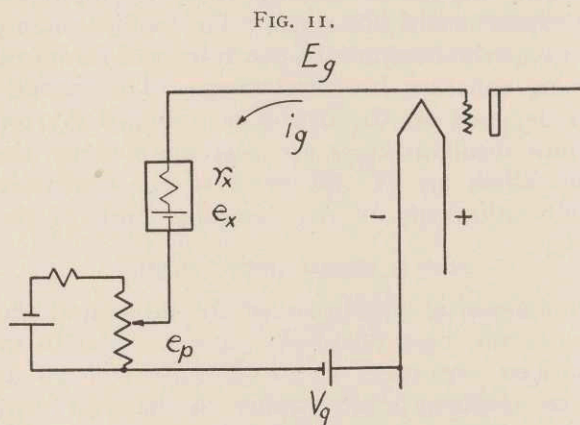 FIG. 11.
E_g
i_g
r_x
e_x
- +
e_p
V_g